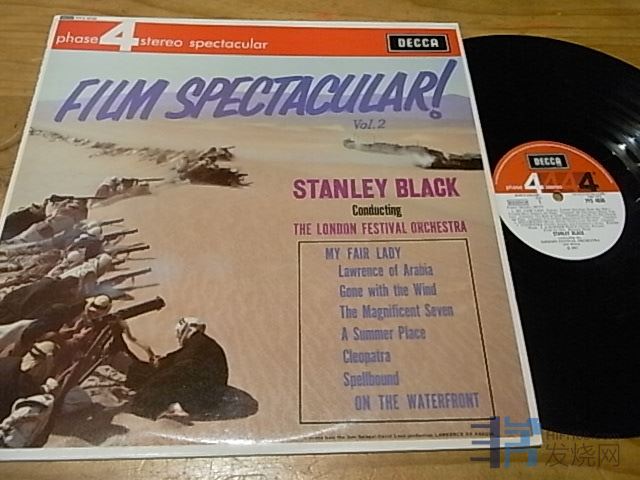 phase 4 stereo spectacular
DECCA
FILM SPECTACULAR!
Vol.2
STANLEY BLACK
Conducting
THE LONDON FESTIVAL ORCHESTRA
MY FAIR LADY
Lawrence of Arabia
Gone with the Wind
The Magnificent Seven
A Summer Place
Cleopatra
Spellbound
ON THE WATERFRONT
DECCA
phase 4 stereo
STANLEY BLACK
发烧网